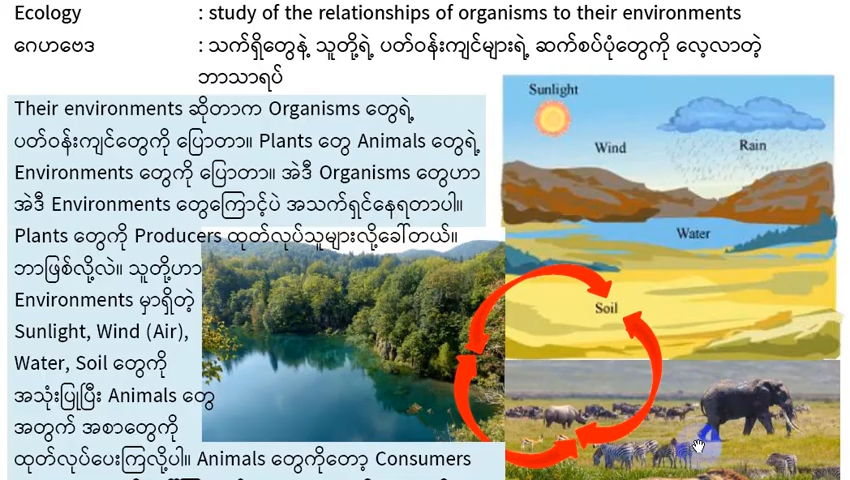 Ecology : study of the relationships of organisms to their environments
ဂေဟဗေဒ : သက်ရှိတွေနဲ့ သူတို့ရဲ့ ပတ်ဝန်းကျင်များရဲ့ ဆက်စပ်ပုံတွေကို လေ့လာတဲ့
ဘာသာရပ်
Their environments ဆိုတာက Organisms တွေရဲ့
ပတ်ဝန်းကျင်တွေကို ပြောတာ။ Plants တွေ Animals တွေရဲ့
Environments တွေကို ပြောတာ။ အဲဒီ Organisms တွေဟာ
အဲဒီ Environments တွေကြောင့်ပဲ အသက်ရှင်နေရတာပါ။
Plants တွေကို Producers ထုတ်လုပ်သူများလို့ခေါ်တယ်။
ဘာဖြစ်လို့လဲ။ သူတို့ဟာ
Environments မှာရှိတဲ့
Sunlight, Wind (Air),
Water, Soil တွေကို
အသုံးပြုပြီး Animals တွေ
အတွက် အစာတွေကို
ထုတ်လုပ်ပေးကြလို့ပါ။ Animals တွေကိုတော့ Consumers
Sunlight
Wind
Rain
Water
Soil